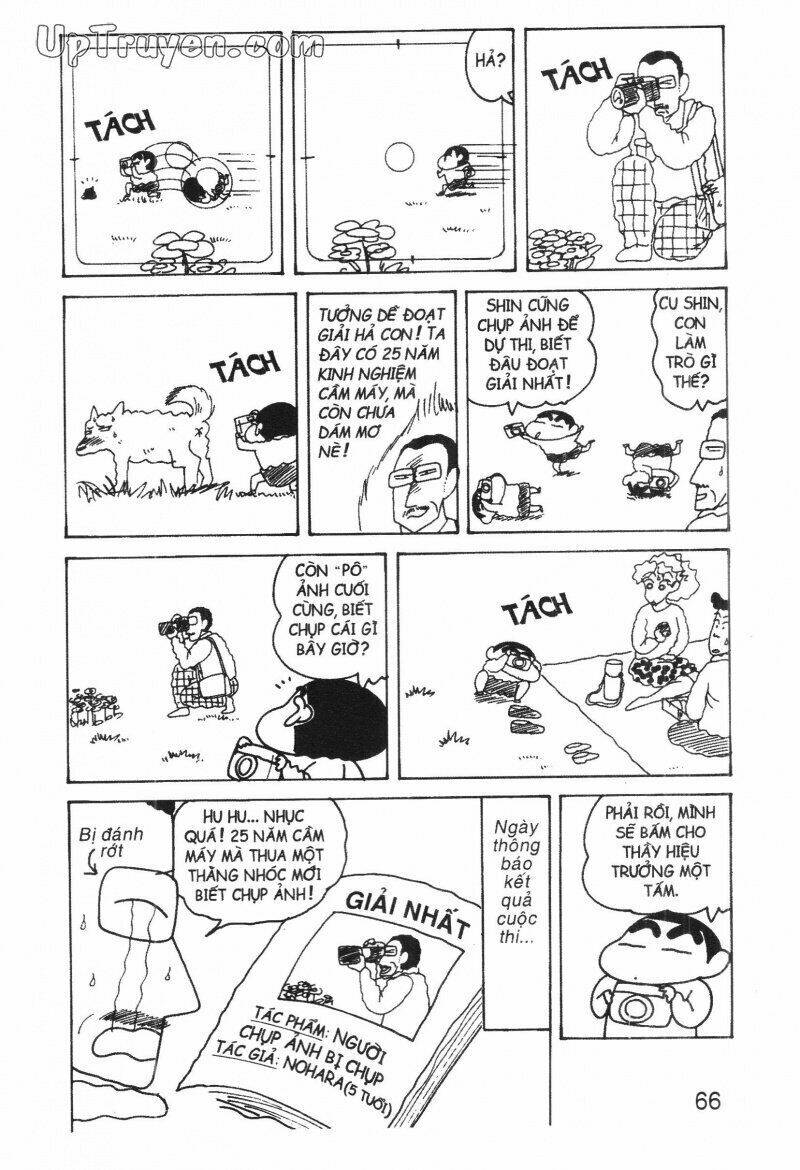 UpTruyen.com
TÁCH
HẢ?
TÁCH
CU SHIN,
CON
LÀM
TRÒ GÌ
THẾ?
SHIN CŨNG
CHỤP ẢNH ĐỂ
DỰ THI, BIẾT
ĐÂU ĐOẠT
GIẢI NHẤT!
TƯỞNG DỄ ĐOẠT
GIẢI HẢ CON! TA
ĐÂY CÓ 25 NĂM
KINH NGHIỆM
CẦM MÁY, MÀ
CÒN CHƯA
DÁM MƠ
NÈ!
TÁCH
TÁCH
CÒN "PÔ"
ẢNH CUỐI
CÙNG, BIẾT
CHỤP CÁI GÌ
BÂY GIỜ?
PHẢI RỒI, MÌNH
SẼ BẤM CHO
THẦY HIỆU
TRƯỞNG MỘT
TẤM.
Ngày
thông
báo
kết
quả
cuộc
thi...
HU HU... NHỤC
QUÁ! 25 NĂM CẦM
MÁY MÀ THUA MỘT
THẰNG NHÓC MỚI
BIẾT CHỤP ẢNH!
Bị đánh
rớt
GIẢI NHẤT
TÁC PHẨM: NGƯỜI
CHỤP ẢNH BỊ CHỤP
TÁC GIẢ: NOHARA (5 TUỔI)
66